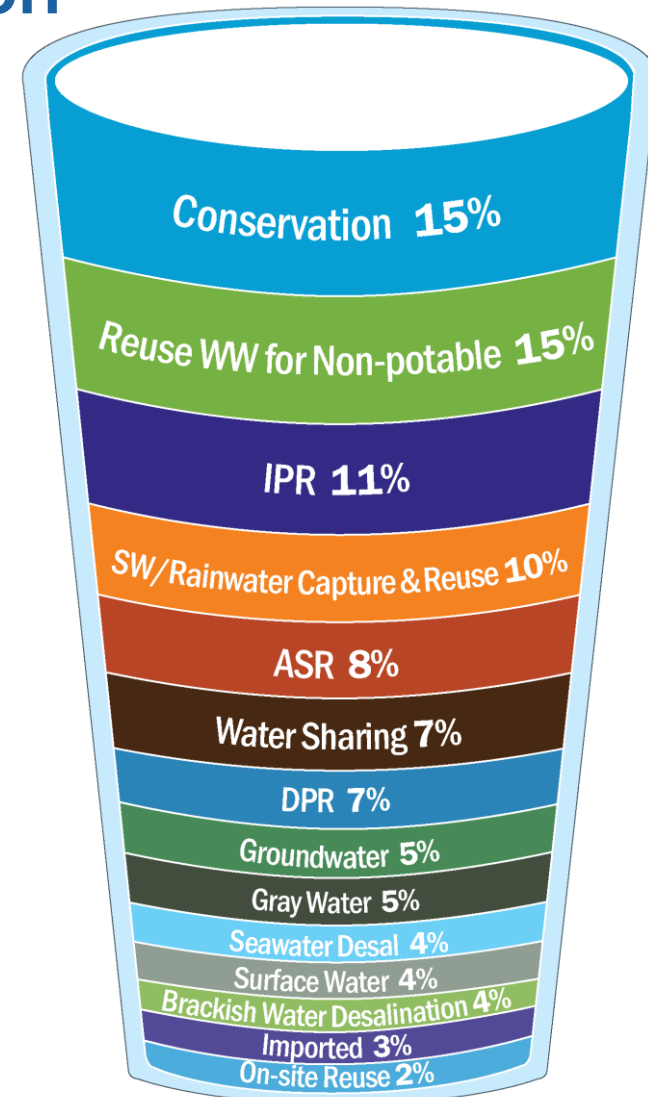 Conservation 15%
Reuse WW for Non-potable 15%
IPR 11%
SW/Rainwater Capture & Reuse 10%
ASR 8%
Water Sharing 7%
DPR 7%
Groundwater 5%
Gray Water 5%
Seawater Desal 4%
Surface Water 4%
Brackish Water Desalination 4%
Imported 3%
On-site Reuse 2%